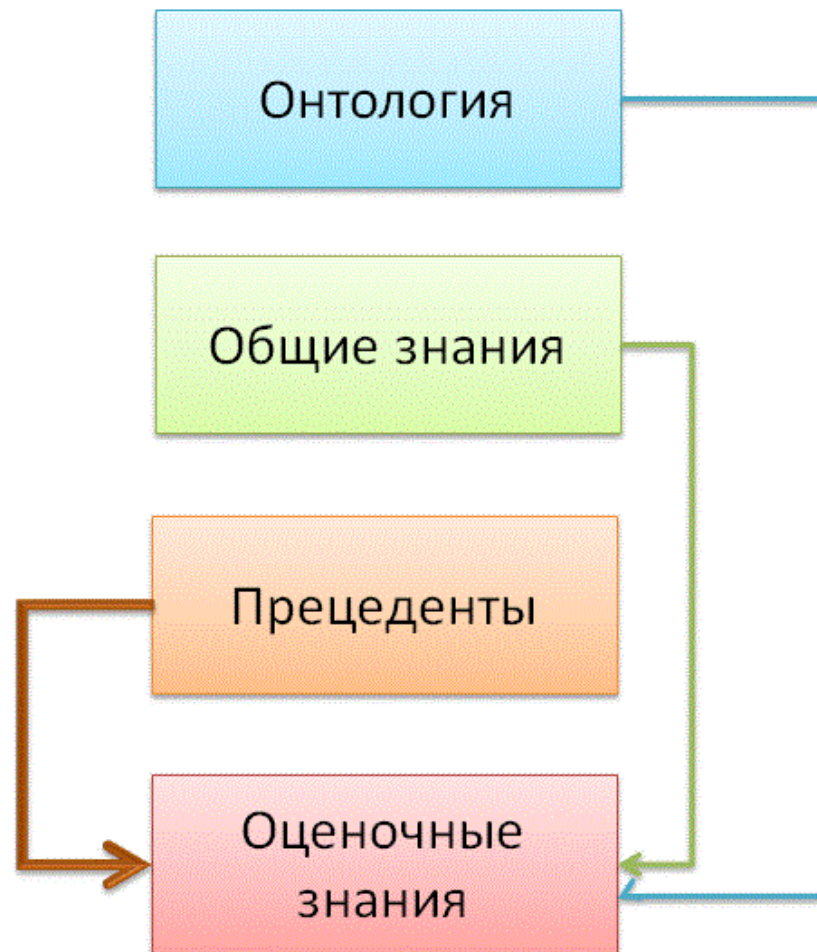 Онтология
Общие знания
Прецеденты
Оценочные
знания